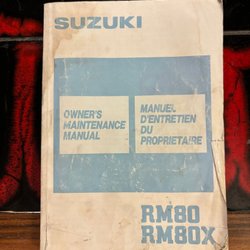 SUZUKI
OWNER'S
MAINTENANCE
MANUAL
MANUEL
D'ENTRETIEN
DU
PROPRIETAIRE
RM80
RM80X